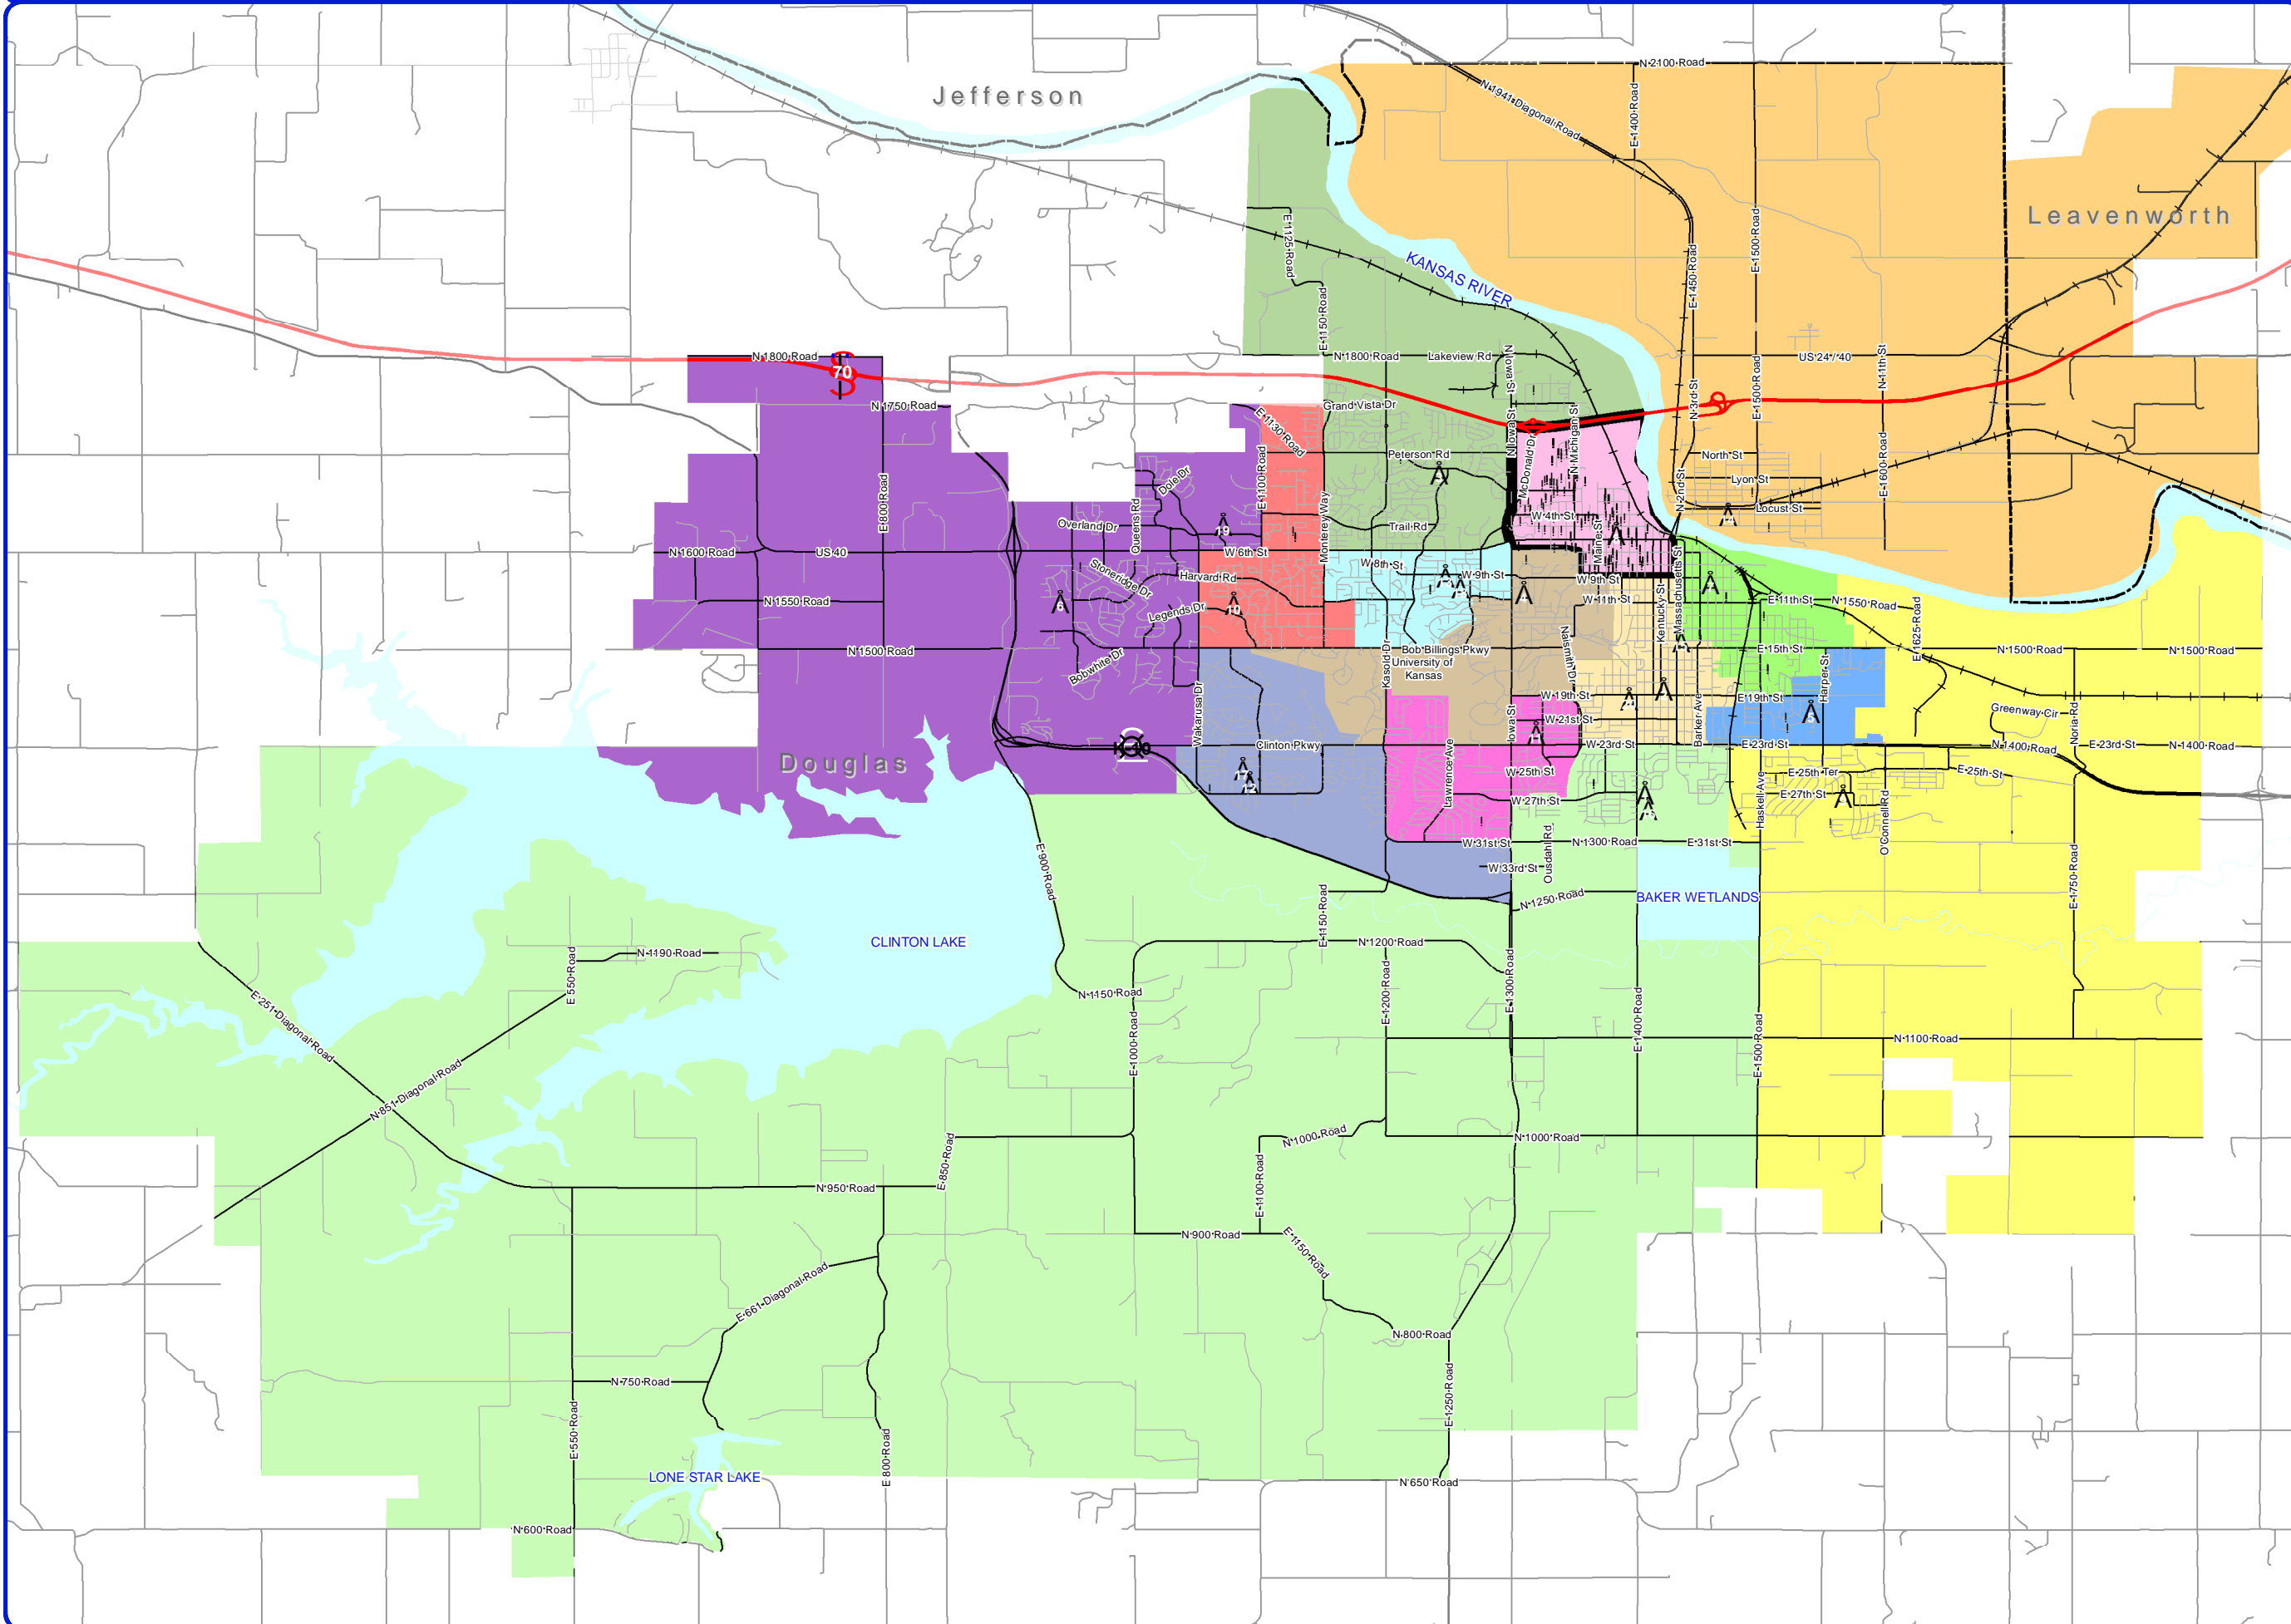 N 2100 Road
Jefferson
N 1941 Diagonal Road
E 1400 Road
Leavenworth
E 1125 Road
E 1500 Road
KANSAS RIVER
E 1450 Road
E 1150 Road
N 1800 Road
70
N 1800 Road
Lakeview Rd
N Iowa St
US 24 / 40
N 11th St
E 1500 Road
N 3rd St
N 1750 Road
Grand Vista Dr
E 1130 Road
N Iowa St
N Michigan St
McDonald Dr
Peterson Rd
North St
E 1600 Road
Dole Dr
E 1100 Road
Lyon St
N 2nd St
E 800 Road
Queens Rd
Monterey Way
Locust St
Overland Dr
19
Trail Rd
W 4th St
Maine St
14
N 1600 Road
US 40
W 6th St
W 8th St
W 9th St
Massachusetts St
Stoneridge Dr
Harvard Rd
W 9th St
N 1550 Road
6
Legends Dr
10
W 11th St
Kentucky St
E 11th St
N 1550 Road
E 1625 Road
N 1500 Road
Bobwhite Dr
Kasold Dr
Bob Billings Pkwy
University of
Kansas
Naismith Dr
E 15th St
Harper St
N 1500 Road
N 1500 Road
Wakarusa Dr
W 19th St
E 19th St
Iowa St
W 21st St
Barker Ave
Greenway Cir
Noria Rd
K-10
Clinton Pkwy
W 23rd St
E 23rd St
N 1400 Road
E 23rd St
N 1400 Road
Douglas
Lawrence Ave
W 25th St
E 25th Ter
E 25th St
W 27th St
Haskell Ave
E 27th St
O'Connell Rd
E 900 Road
W 31st St
Ousdahl Rd
N 1300 Road
E 31st St
W 33rd St
E 1750 Road
E 1150 Road
N 1250 Road
BAKER WETLANDS
CLINTON LAKE
N 1200 Road
N 1190 Road
E 550 Road
E 1200 Road
E 1300 Road
N 1150 Road
E 251 Diagonal Road
E 1000 Road
E 1400 Road
E 1500 Road
N 1100 Road
N 851 Diagonal Road
N 1000 Road
N 1000 Road
E 850 Road
N 950 Road
E 1100 Road
N 900 Road
E 1150 Road
E 661 Diagonal Road
N 800 Road
N 750 Road
E 1250 Road
E 550 Road
E 800 Road
LONE STAR LAKE
N 650 Road
N 600 Road